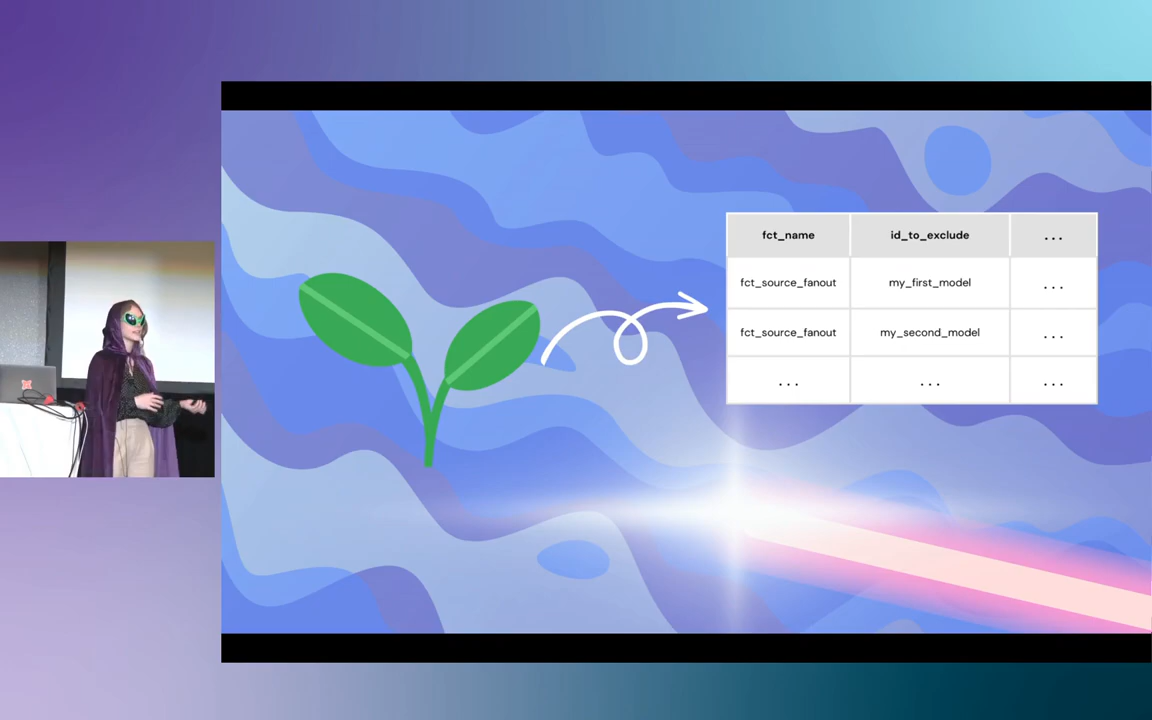 fct_name id_to_exclude ...
fct_source_fanout my_first_model ...
fct_source_fanout my_second_model ...
... ... ...